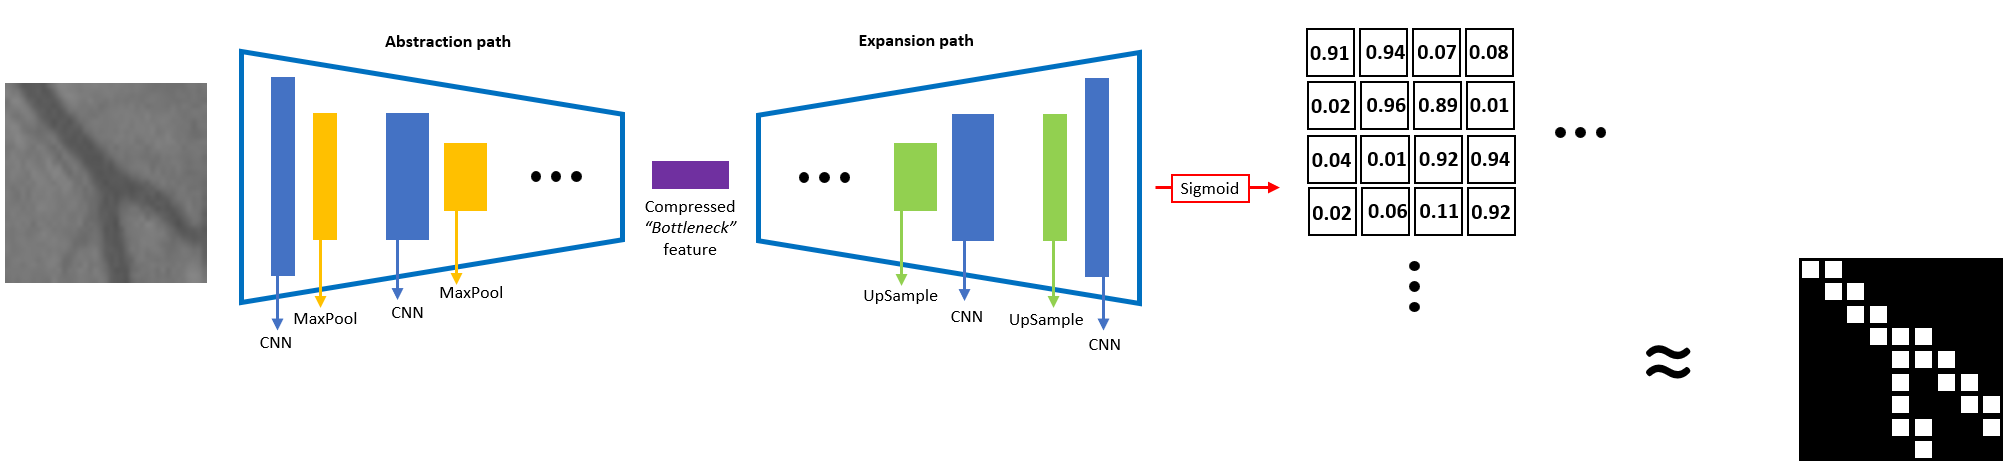 Abstraction path
Expansion path
CNN
MaxPool
CNN
MaxPool
Compressed
“Bottleneck”
feature
UpSample
CNN
UpSample
CNN
Sigmoid
0.91 0.94 0.07 0.08
0.02 0.96 0.89 0.01
0.04 0.01 0.92 0.94
0.02 0.06 0.11 0.92
≈